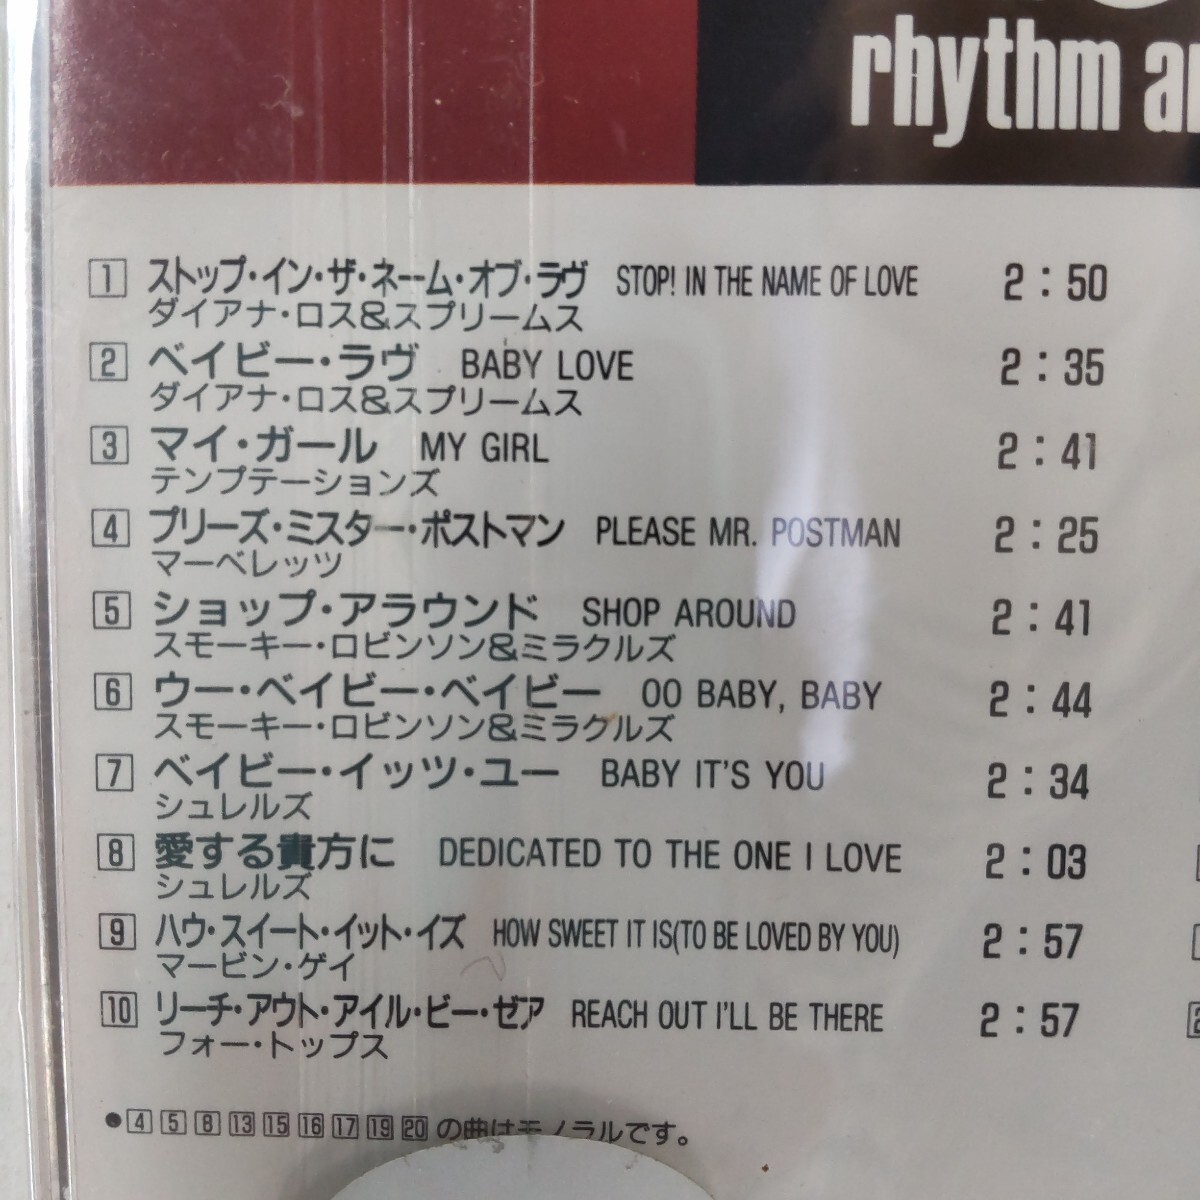 rhythm
1 ストップ・イン・ザ・ネーム・オブ・ラヴ STOP! IN THE NAME OF LOVE 2:50
ダイアナ・ロス&スプリームス
2 ベイビー・ラヴ BABY LOVE 2:35
ダイアナ・ロス&スプリームス
3 マイ・ガール MY GIRL 2:41
テンプテーションズ
4 プリーズ・ミスター・ポストマン PLEASE MR. POSTMAN 2:25
マーベレッツ
5 ショップ・アラウンド SHOP AROUND 2:41
スモーキー・ロビンソン&ミラクルズ
6 ウー・ベイビー・ベイビー OO BABY, BABY 2:44
スモーキー・ロビンソン&ミラクルズ
7 ベイビー・イッツ・ユー BABY IT'S YOU 2:34
シュレルズ
8 愛する貴方に DEDICATED TO THE ONE I LOVE 2:03
シュレルズ
9 ハウ・スイート・イット・イズ HOW SWEET IT IS(TO BE LOVED BY YOU) 2:57
マービン・ゲイ
10 リーチ・アウト・アイル・ビー・ゼア REACH OUT I'LL BE THERE 2:57
フォー・トップス
●4 5 8 13 15 16 17 19 20 の曲はモノラルです。